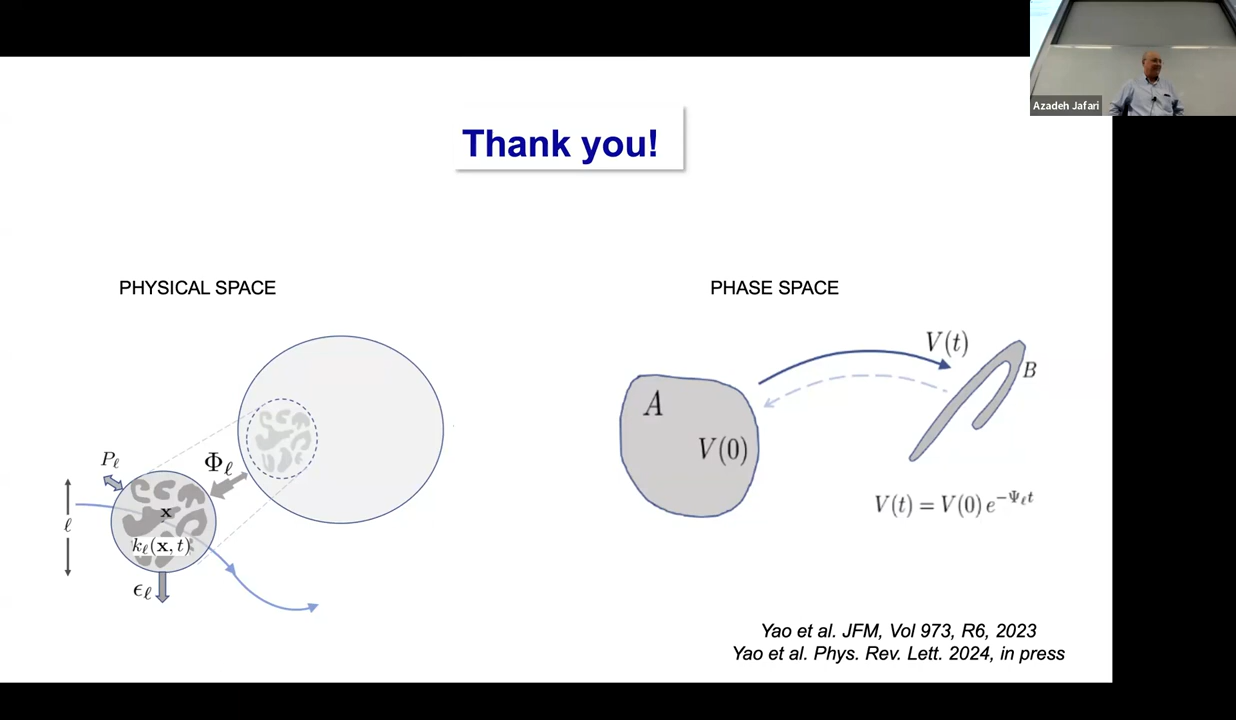 Azadeh Jafari
Thank you!
PHYSICAL SPACE
P_ℓ
Φ_ℓ
ℓ
x
k_ℓ(x, t)
ϵ_ℓ
PHASE SPACE
V(t)
A
B
V(0)
V(t) = V(0) e^{−Ψ_ℓ t}
Yao et al. JFM, Vol 973, R6, 2023
Yao et al. Phys. Rev. Lett. 2024, in press